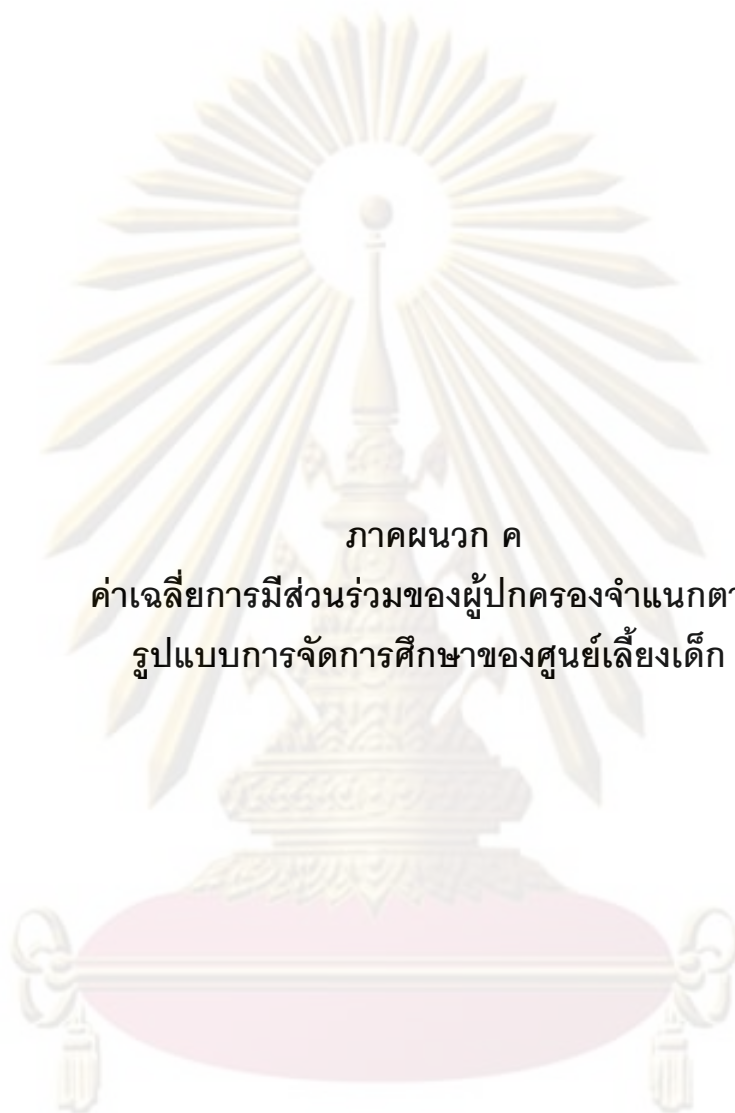 ภาคผนวก ค
ค่าเฉลี่ยการมีส่วนร่วมของผู้ปกครองจำแนกตา
รูปแบบการจัดการศึกษาของศูนย์เลี้ยงเด็ก